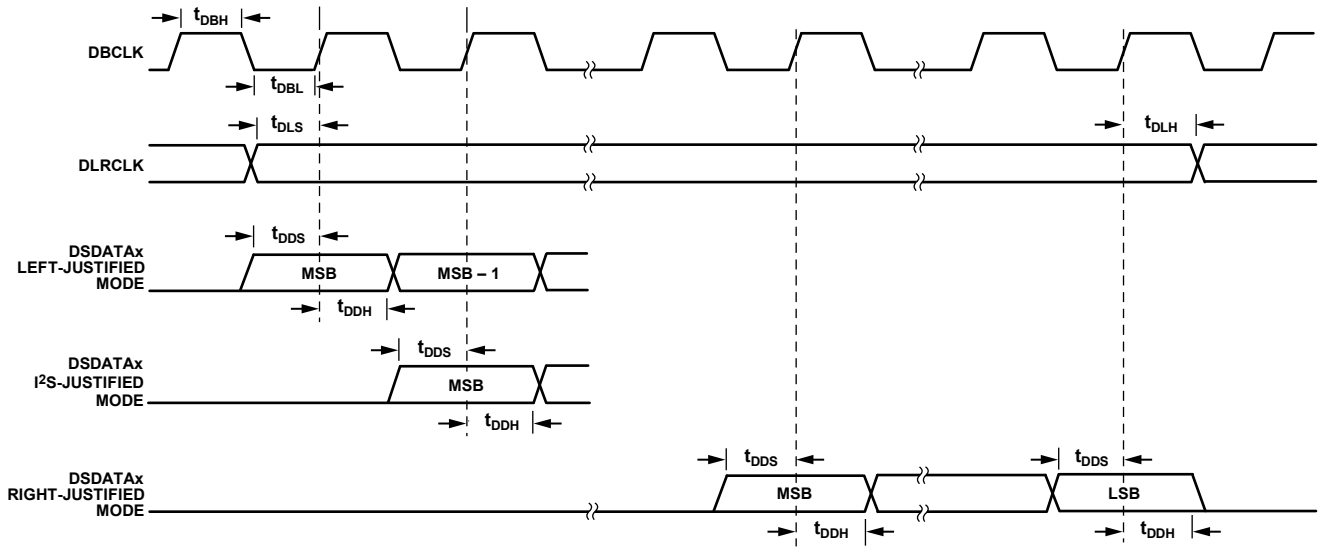 tDBH
DBCLK
tDBL
tDLS
tDLH
DLRCLK
tDDS
DSDATAx
LEFT-JUSTIFIED
MODE
MSB
MSB – 1
tDDH
tDDS
DSDATAx
I2S-JUSTIFIED
MODE
MSB
tDDH
tDDS
tDDS
DSDATAx
RIGHT-JUSTIFIED
MODE
MSB
LSB
tDDH
tDDH